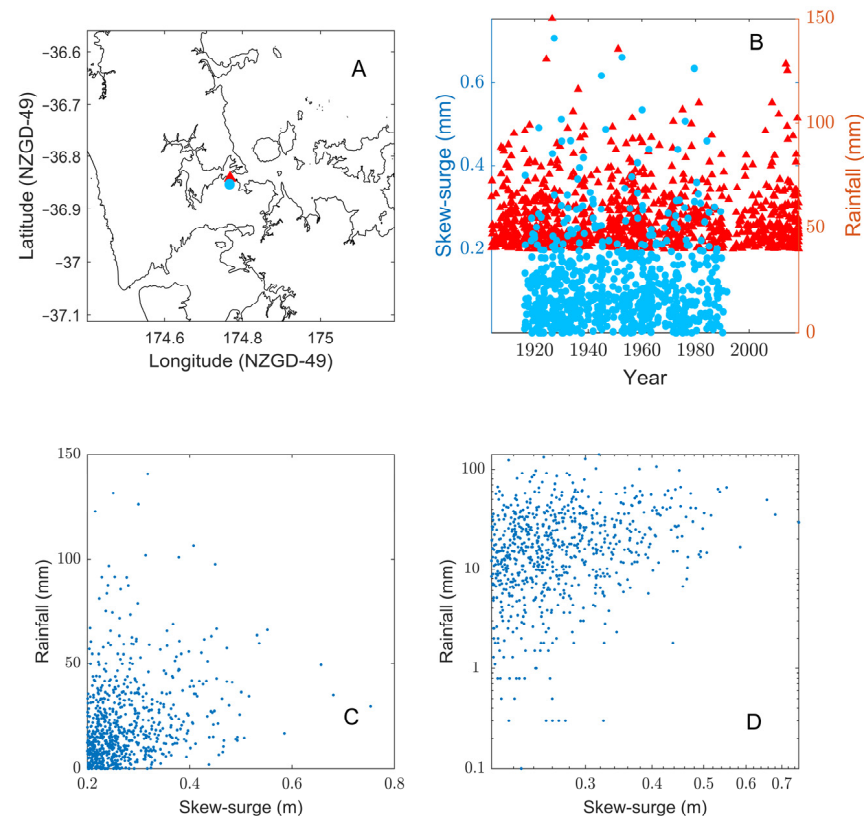 A
Latitude (NZGD-49)
−36.6
−36.7
−36.8
−36.9
−37
−37.1
174.6
174.8
175
Longitude (NZGD-49)
B
Skew-surge (mm)
0.6
0.4
0.2
150
100
50
0
Rainfall (mm)
1920
1940
1960
1980
2000
Year
C
Rainfall (mm)
150
100
50
0
0.2
0.4
0.6
0.8
Skew-surge (m)
D
Rainfall (mm)
100
10
1
0.1
0.3
0.4
0.5
0.6
0.7
Skew-surge (m)